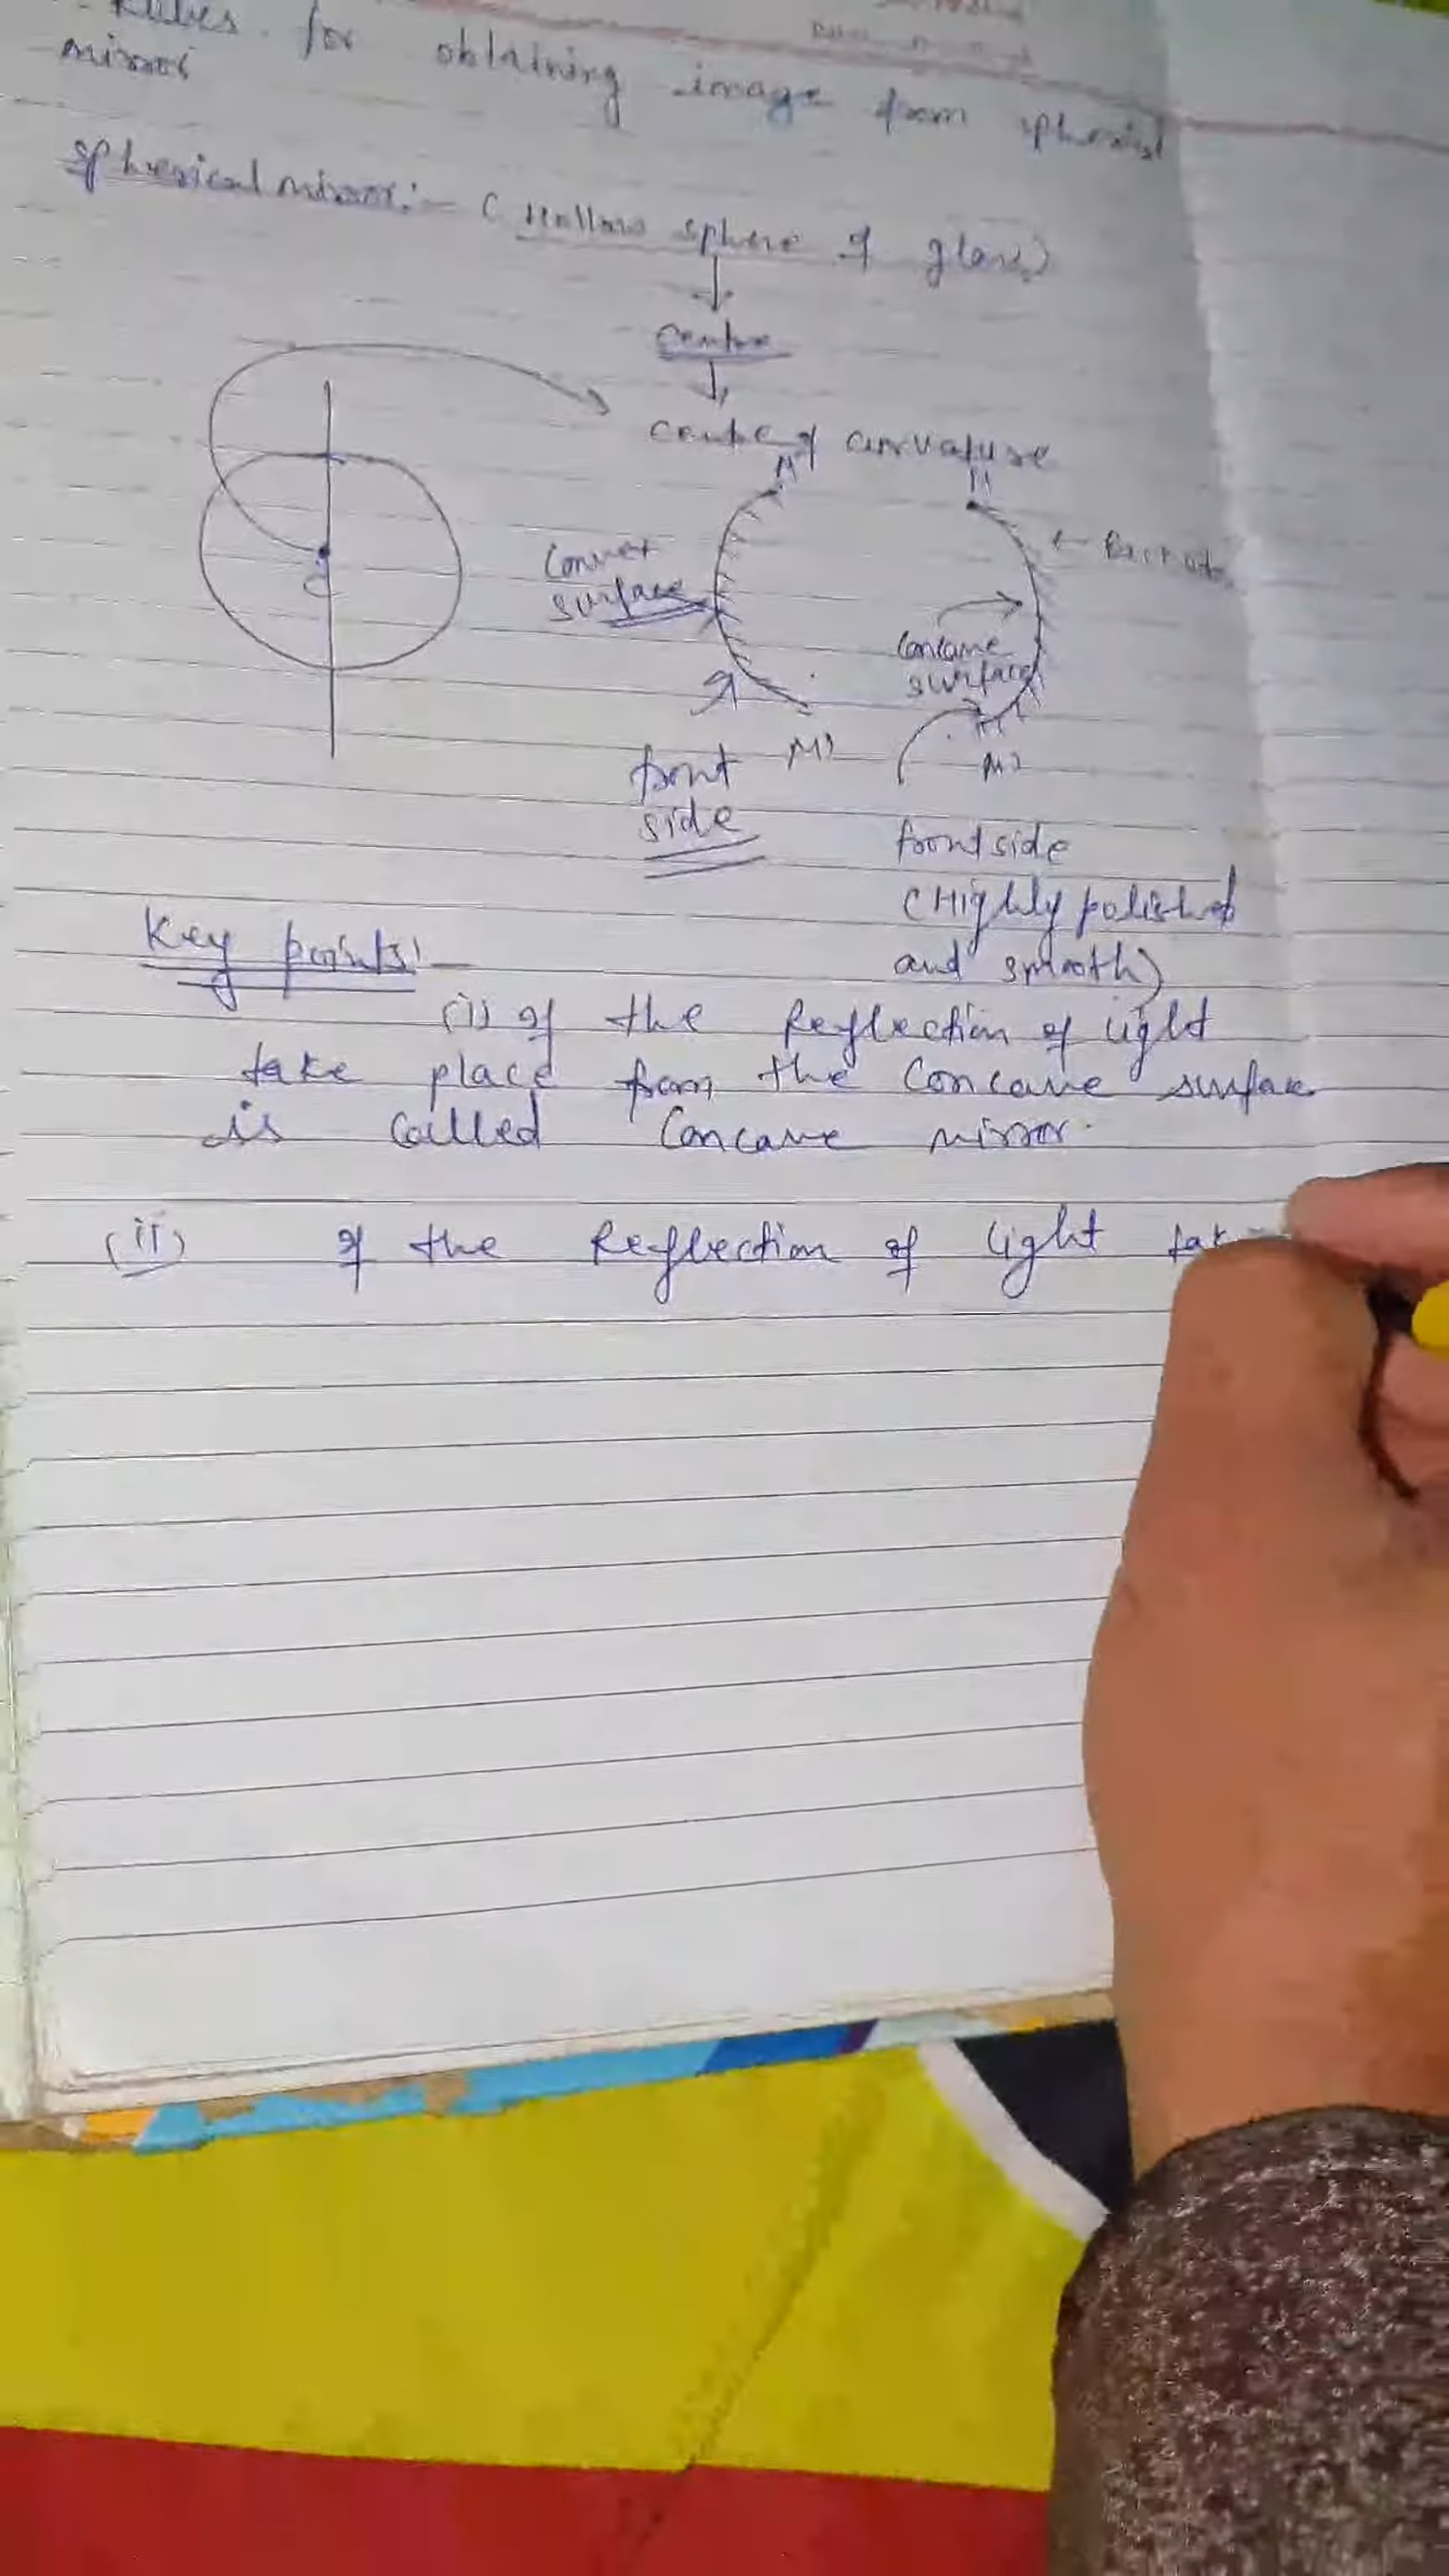 Rules for obtaining image from spherical
mirror
Spherical mirror:- (Hollow sphere of glass)
Centre
Centre of curvature
M
M
Convex
surface
C
Concave
surface
M'
M'
front
side
front side
(Highly polished
and smooth)
Key points:-
(i) If the Reflection of light
take place from the Concave surface
is called Concave mirror.
(ii) If the Reflection of light